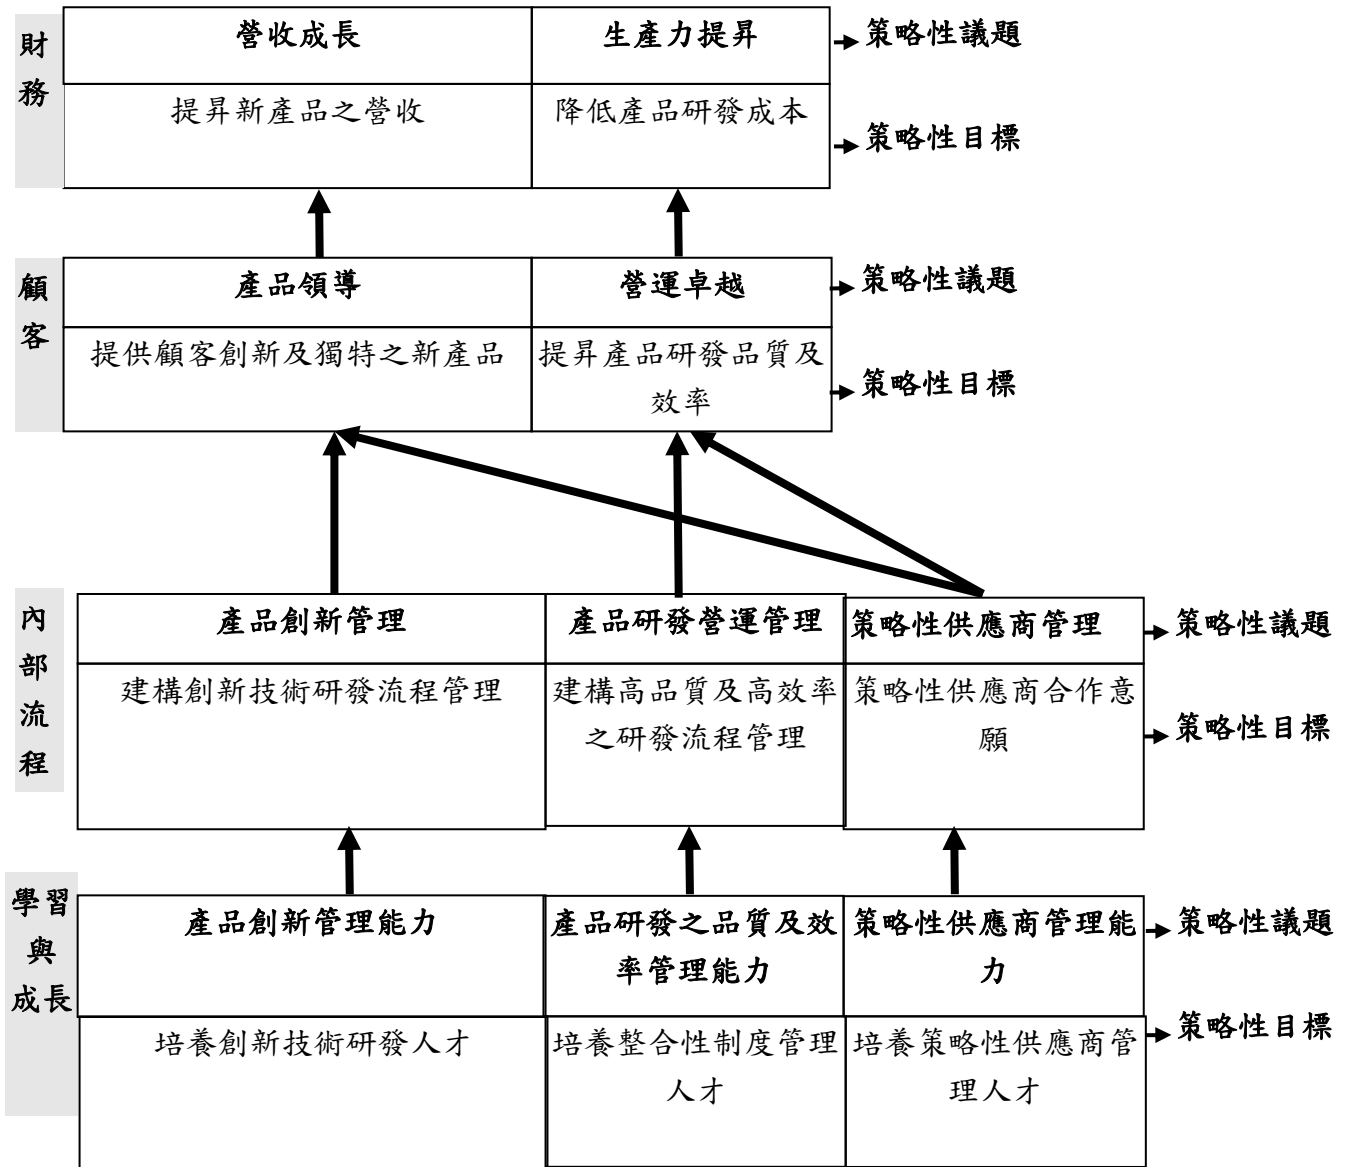 財
務
營收成長
生產力提昇
策略性議題
提昇新產品之營收
降低產品研發成本
策略性目標
顧
客
產品領導
營運卓越
策略性議題
提供顧客創新及獨特之新產品
提昇產品研發品質及
效率
策略性目標
內
部
流
程
產品創新管理
產品研發營運管理
策略性供應商管理
策略性議題
建構創新技術研發流程管理
建構高品質及高效率
之研發流程管理
策略性供應商合作意
願
策略性目標
學習
與
成長
產品創新管理能力
產品研發之品質及效
率管理能力
策略性供應商管理能
力
策略性議題
培養創新技術研發人才
培養整合性制度管理
人才
培養策略性供應商管
理人才
策略性目標